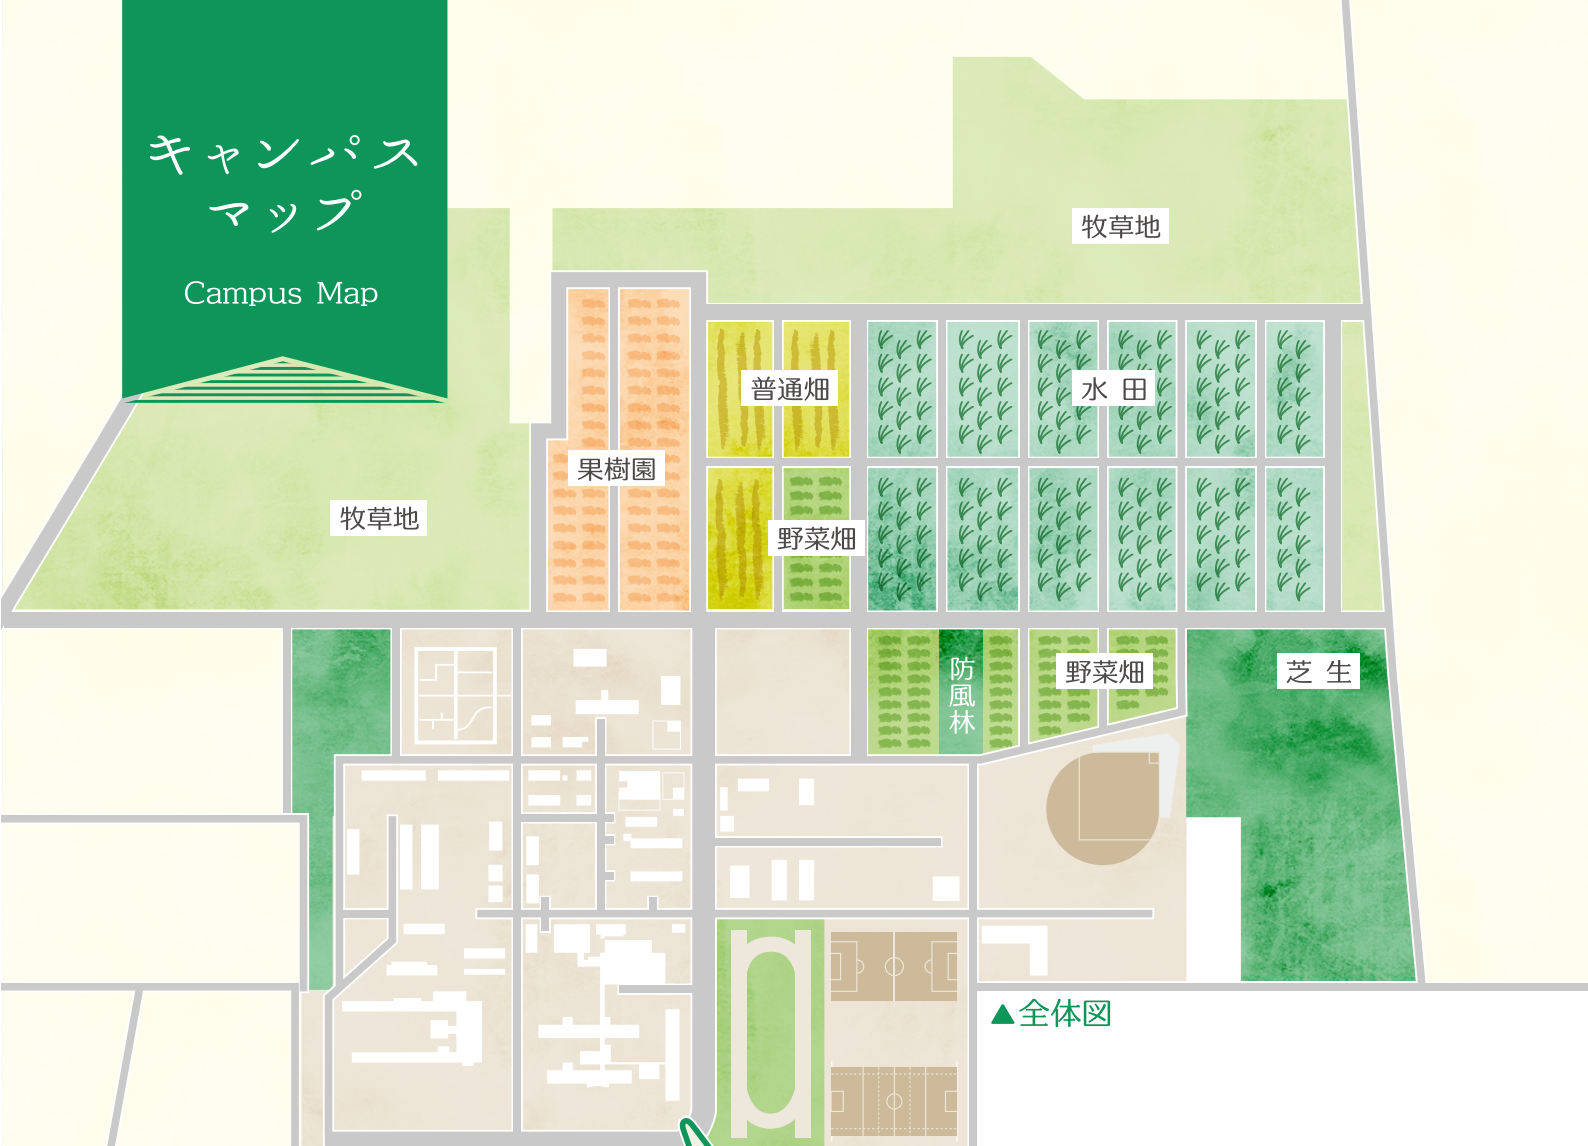 キャンパス
マップ
Campus Map
牧草地
普通畑
水 田
果樹園
牧草地
野菜畑
防風林
野菜畑
芝 生
▲全体図